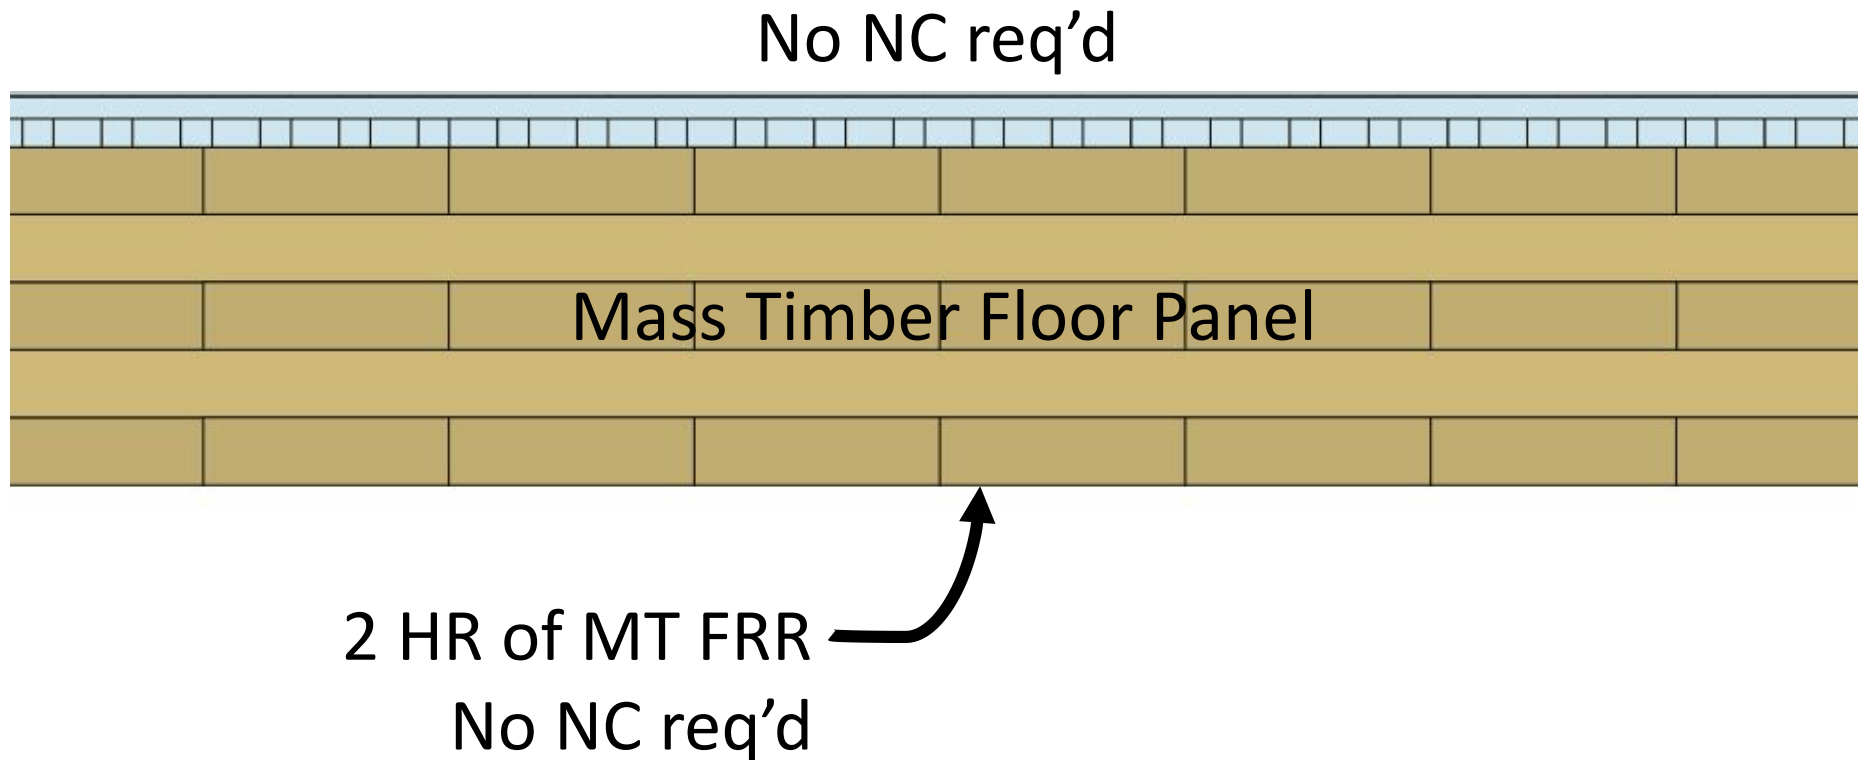 No NC req’d
Mass Timber Floor Panel
2 HR of MT FRR
No NC req’d